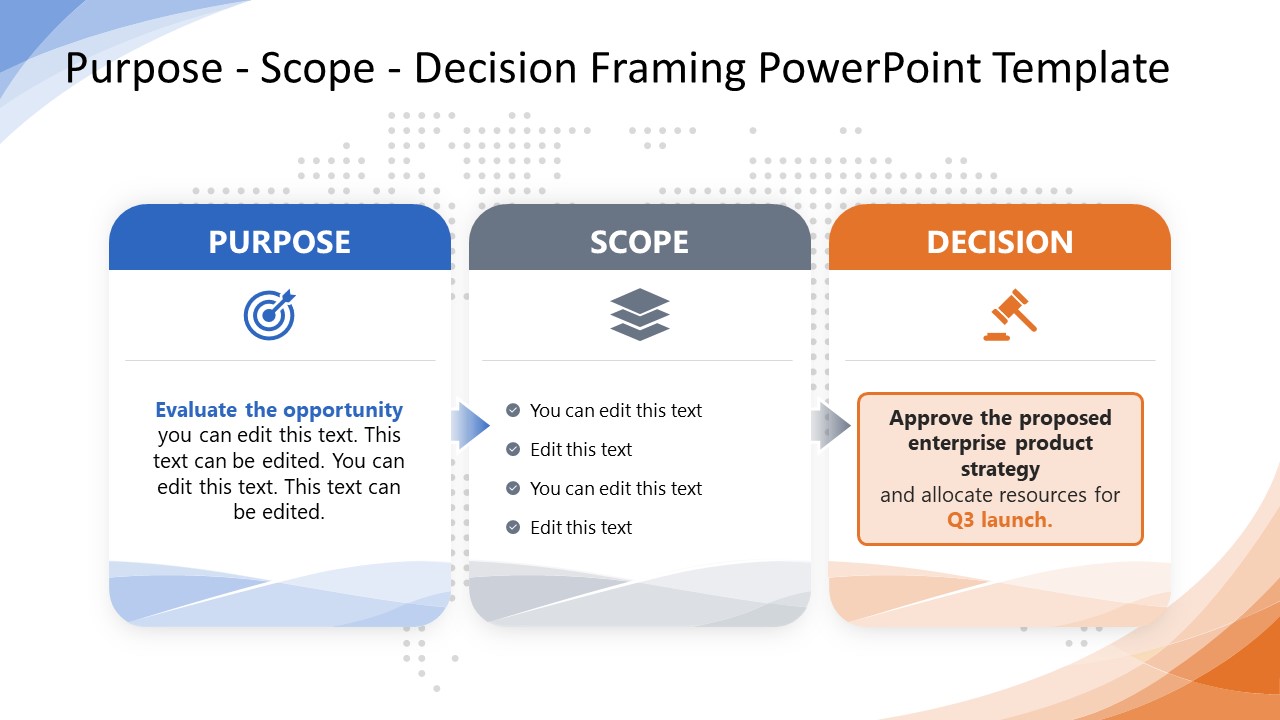 Purpose - Scope - Decision Framing PowerPoint Template
PURPOSE
Evaluate the opportunity
you can edit this text. This
text can be edited. You can
edit this text. This text can
be edited.
SCOPE
You can edit this text
Edit this text
You can edit this text
Edit this text
DECISION
Approve the proposed
enterprise product
strategy
and allocate resources for
Q3 launch.